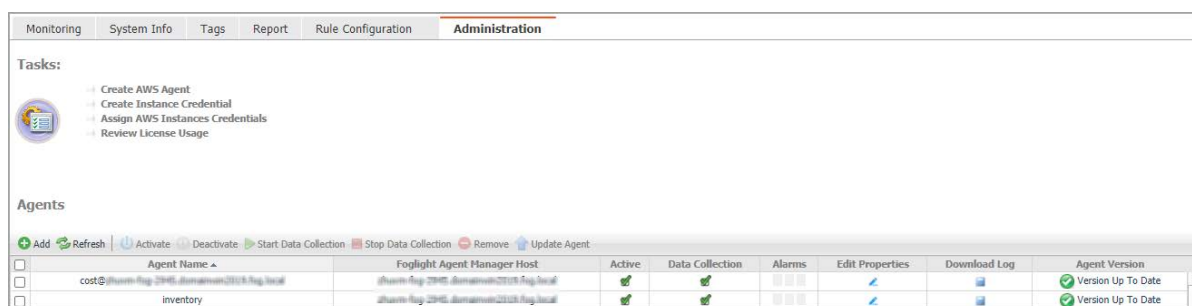 Monitoring System Info Tags Report Rule Configuration Administration
Tasks:
Create AWS Agent
Create Instance Credential
Assign AWS Instances Credentials
Review License Usage
Agents
Add Refresh Activate Deactivate Start Data Collection Stop Data Collection Remove Update Agent
Agent Name Foglight Agent Manager Host Active Data Collection Alarms Edit Properties Download Log Agent Version
cost@ Version Up To Date
inventory Version Up To Date